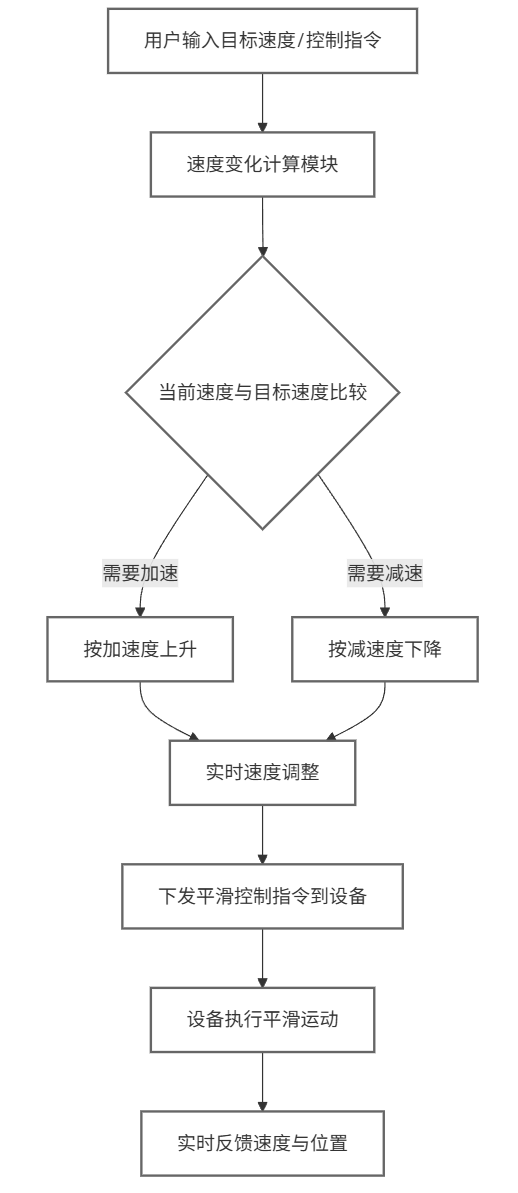 用户输入目标速度/控制指令
速度变化计算模块
当前速度与目标速度比较
需要加速
需要减速
按加速度上升
按减速度下降
实时速度调整
下发平滑控制指令到设备
设备执行平滑运动
实时反馈速度与位置